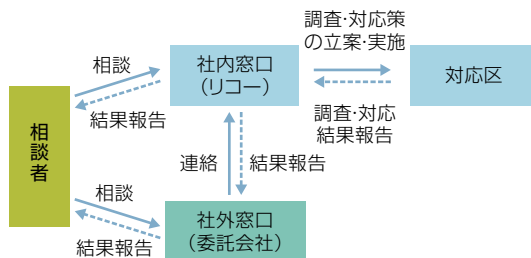 相談者
相談
結果報告
社内窓口
（リコー）
調査・対応策
の立案・実施
調査・対応
結果報告
対応区
連絡
結果報告
相談
結果報告
社外窓口
（委託会社）